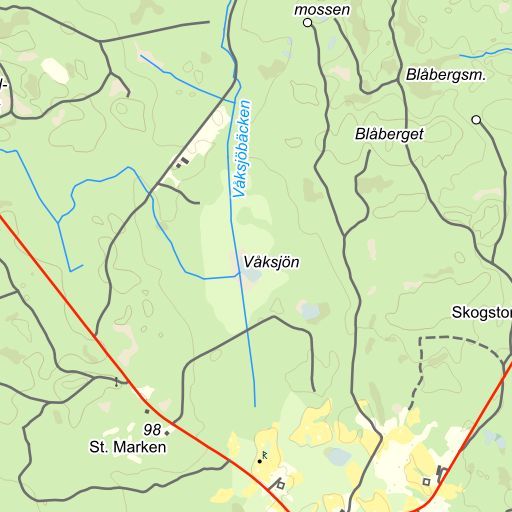 mossen
Blåbergsm.
Blåberget
Våksjöbäcken
Våksjön
Skogstor
98
St. Marken